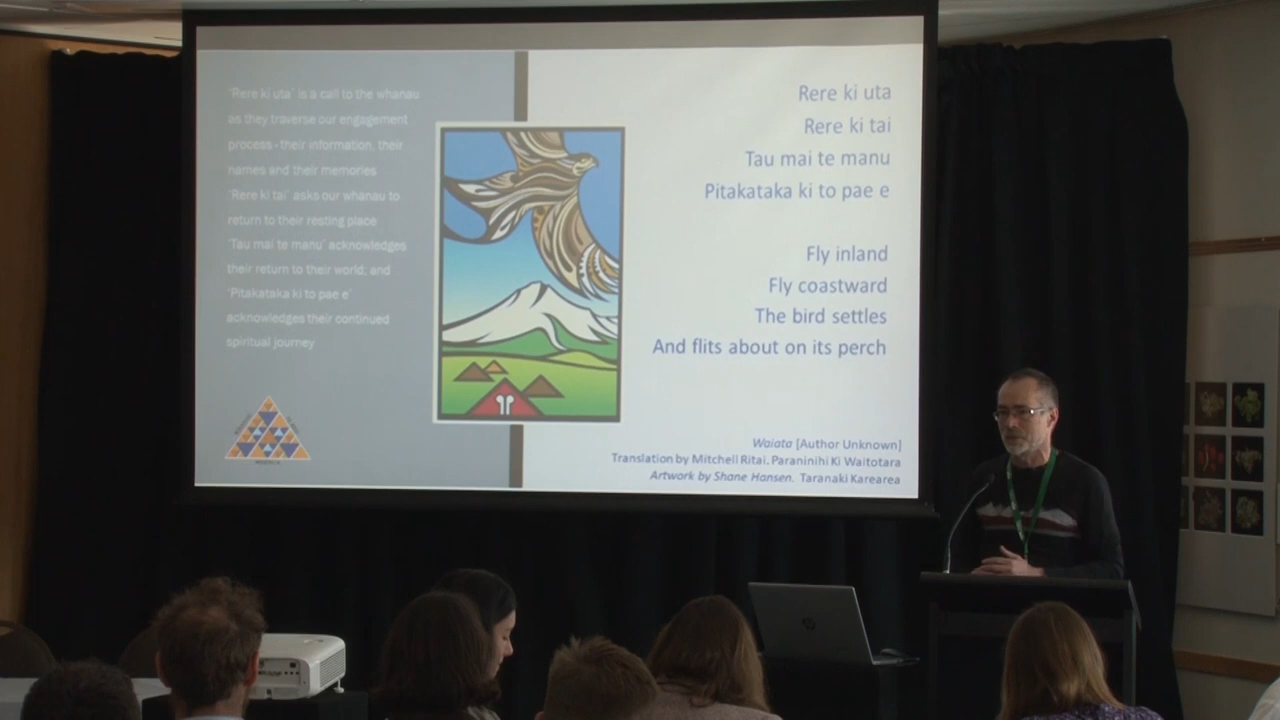 'Rere ki uta' is a call to the whanau
as they traverse our engagement
process - their information, their
names and their memories
'Rere ki tai' asks our whanau to
return to their resting place
'Tau mai te manu' acknowledges
their return to their world; and
'Pitakataka ki to pae e'
acknowledges their continued
spiritual journey
Rere ki uta
Rere ki tai
Tau mai te manu
Pitakataka ki to pae e
Fly inland
Fly coastward
The bird settles
And flits about on its perch
Waiata [Author Unknown]
Translation by Mitchell Ritai. Paraninihi Ki Waitotara
Artwork by Shane Hansen. Taranaki Karearea